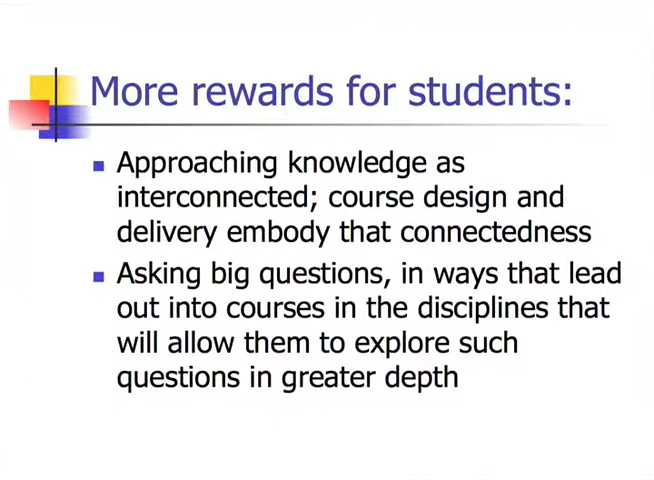 More rewards for students:
Approaching knowledge as
interconnected; course design and
delivery embody that connectedness
Asking big questions, in ways that lead
out into courses in the disciplines that
will allow them to explore such
questions in greater depth